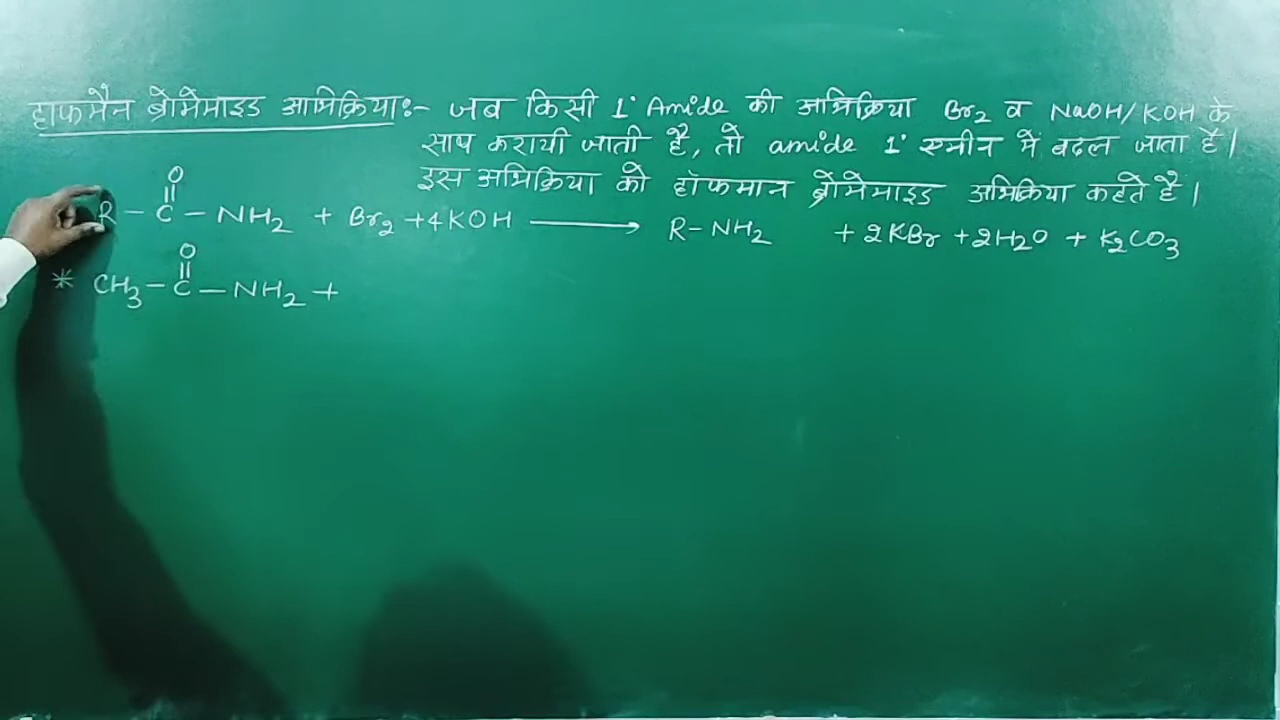 हाफमैन ब्रोमेमाइड अभिक्रिया:- जब किसी 1° Amide की अभिक्रिया Br2 व NaOH/KOH के
साथ करायी जाती है, तो amide 1° एमीन में बदल जाता है।
इस अभिक्रिया को हॉफमान ब्रोमेमाइड अभिक्रिया कहते है।
O
||
R - C - NH2 + Br2 + 4KOH ⟶ R-NH2 + 2KBr + 2H2O + K2CO3
O
||
* CH3 - C - NH2 +